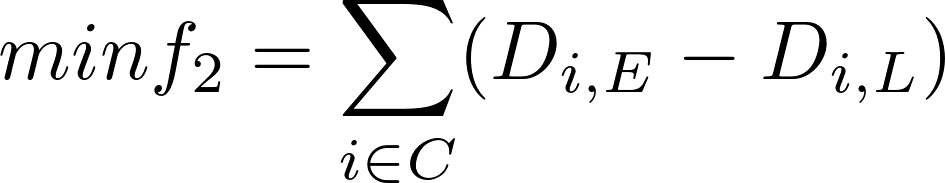 $min f_2 = \sum_{i \in C} (D_{i,E} - D_{i,L})$